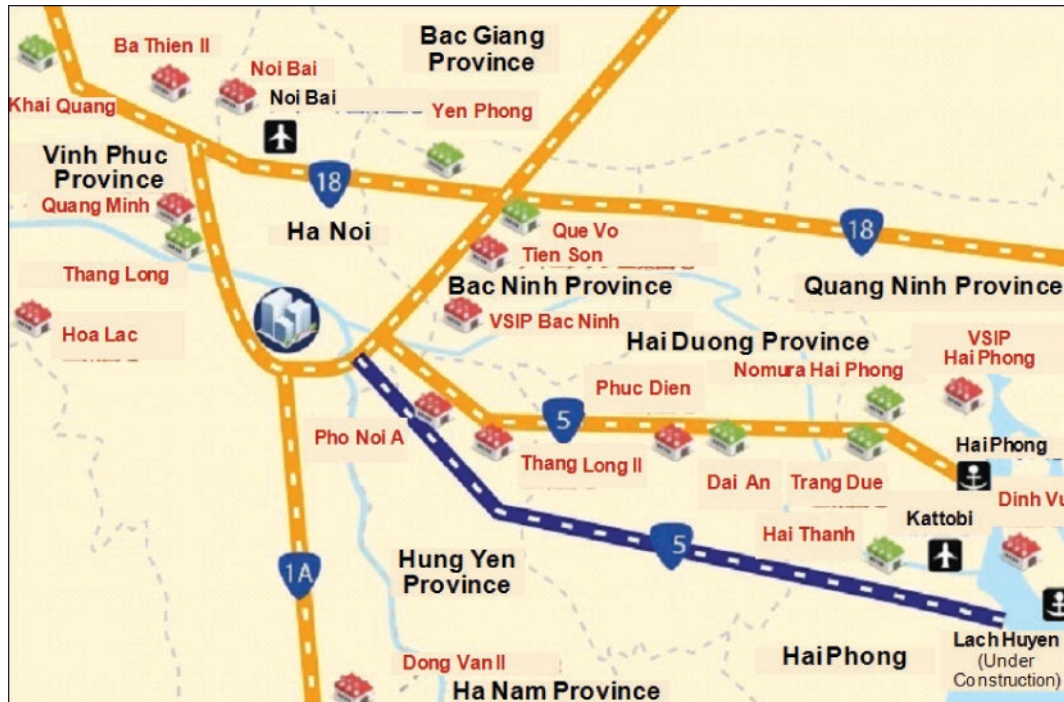 Bac Giang
Province
Ba Thien II
Noi Bai
Noi Bai
Khai Quang
Yen Phong
Vinh Phuc
Province
18
Quang Minh
Ha Noi
Que Vo
18
Tien Son
Thang Long
Bac Ninh Province
Quang Ninh Province
Hoa Lac
VSIP Bac Ninh
Hai Duong Province
VSIP
Hai Phong
Nomura Hai Phong
Phuc Dien
5
Pho Noi A
Thang Long II
Hai Phong
Dai An
Trang Due
Dinh Vu
Kattobi
Hai Thanh
5
Hung Yen
Province
1A
Lach Huyen
(Under
Construction)
Hai Phong
Dong Van II
Ha Nam Province